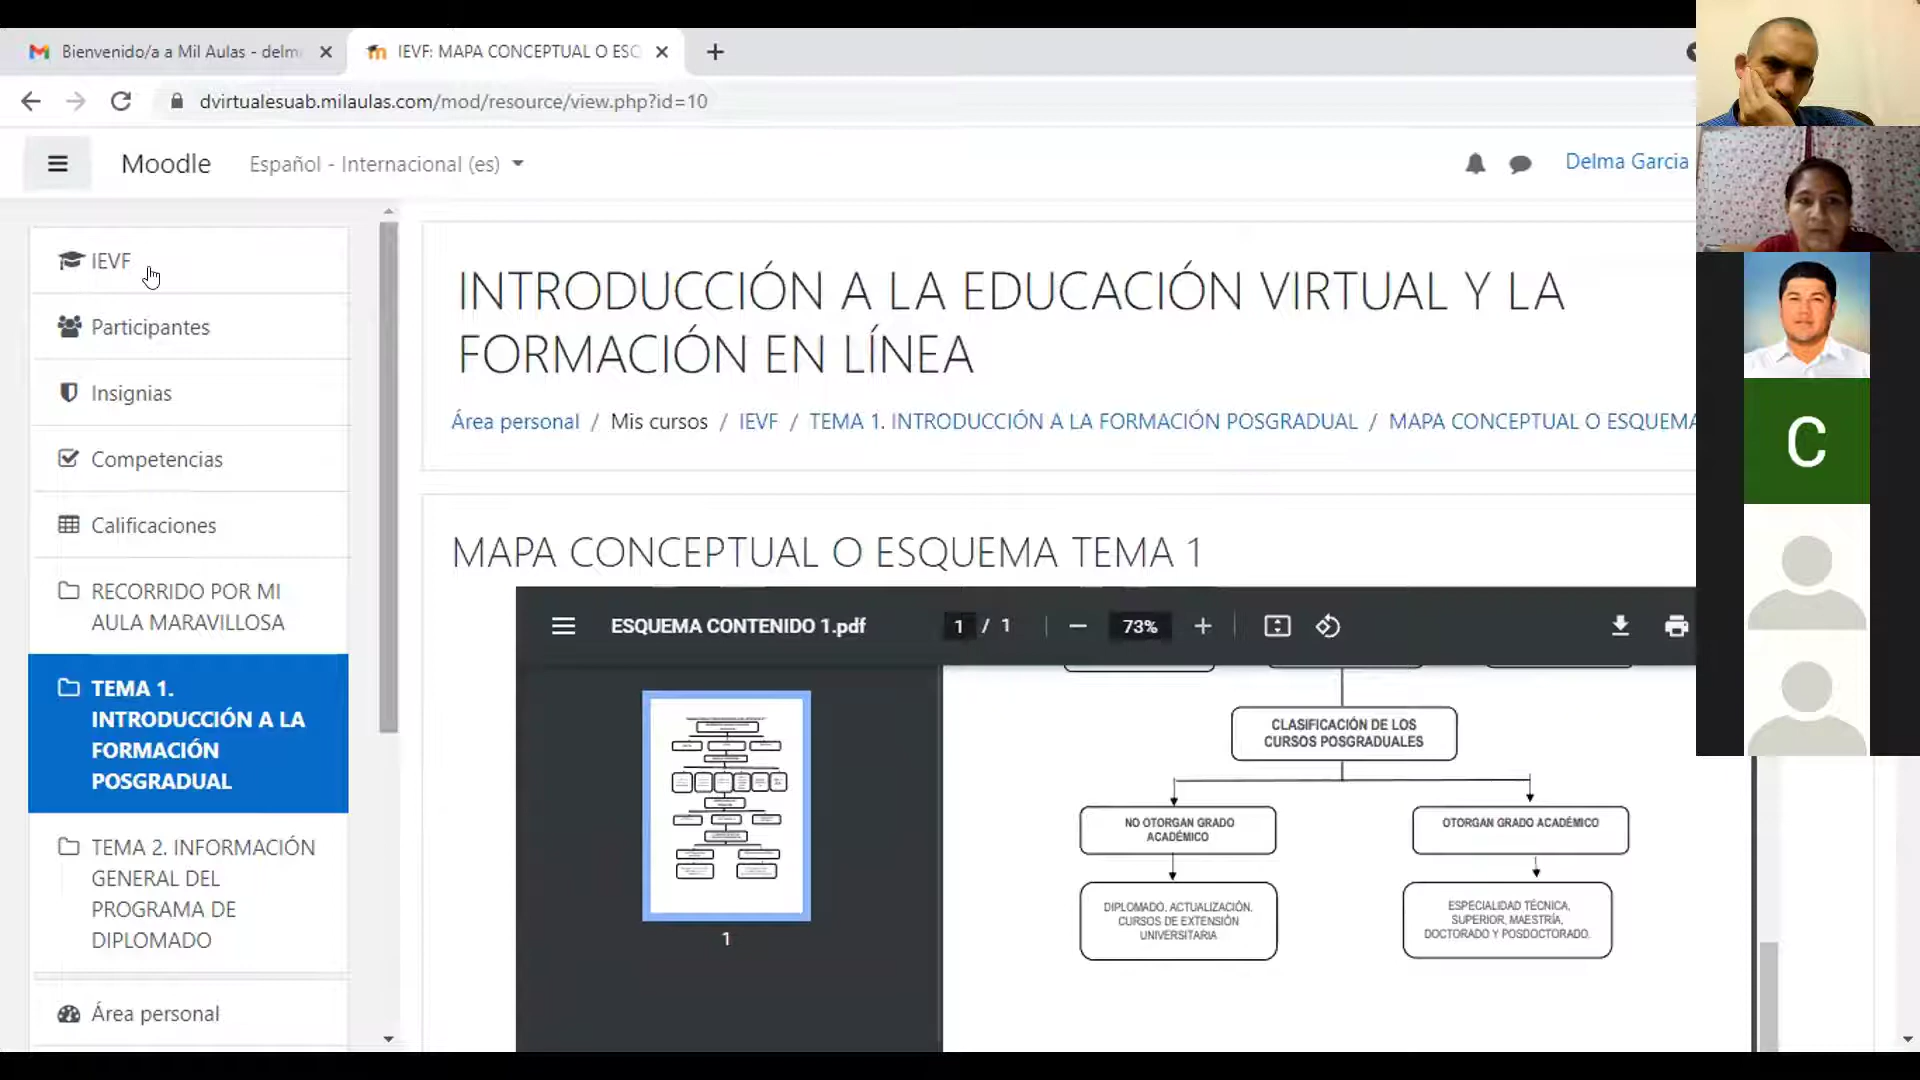 Bienvenido/a a Mil Aulas - delm
IEVF: MAPA CONCEPTUAL O ESQ
dvirtualesuab.milaulas.com/mod/resource/view.php?id=10
Moodle
Español - Internacional (es)
Delma Garcia
IEVF
Participantes
Insignias
Competencias
Calificaciones
RECORRIDO POR MI
AULA MARAVILLOSA
TEMA 1.
INTRODUCCIÓN A LA
FORMACIÓN
POSGRADUAL
TEMA 2. INFORMACIÓN
GENERAL DEL
PROGRAMA DE
DIPLOMADO
Área personal
INTRODUCCIÓN A LA EDUCACIÓN VIRTUAL Y LA
FORMACIÓN EN LÍNEA
Área personal / Mis cursos / IEVF / TEMA 1. INTRODUCCIÓN A LA FORMACIÓN POSGRADUAL / MAPA CONCEPTUAL O ESQUEMA
MAPA CONCEPTUAL O ESQUEMA TEMA 1
ESQUEMA CONTENIDO 1.pdf
1 / 1
73%
1
CLASIFICACIÓN DE LOS
CURSOS POSGRADUALES
NO OTORGAN GRADO
ACADÉMICO
OTORGAN GRADO ACADÉMICO
DIPLOMADO, ACTUALIZACIÓN,
CURSOS DE EXTENSIÓN
UNIVERSITARIA
ESPECIALIDAD TÉCNICA,
SUPERIOR, MAESTRÍA,
DOCTORADO Y POSDOCTORADO.
C